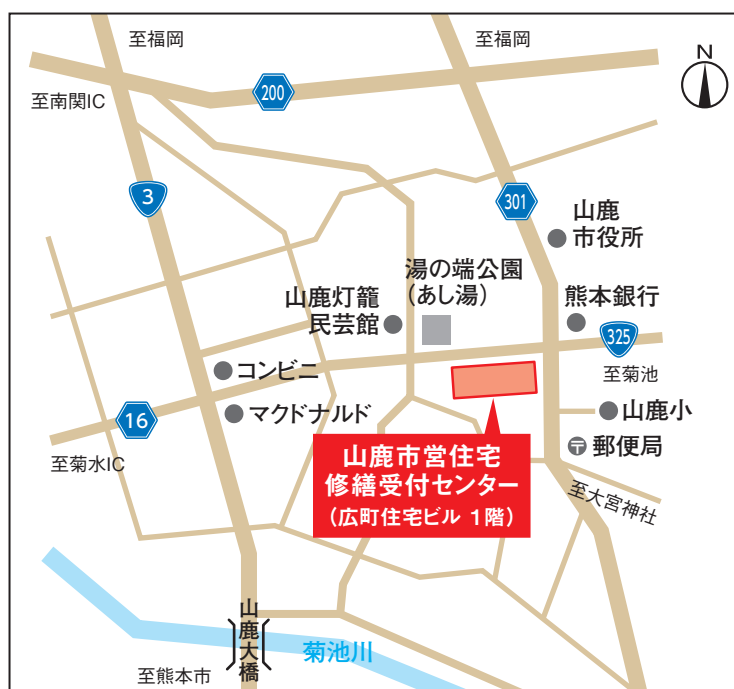 至福岡
至福岡
N
至南関IC
200
3
301
山鹿
市役所
湯の端公園
(あし湯)
山鹿灯籠
民芸館
熊本銀行
325
至菊池
コンビニ
16
マクドナルド
山鹿小
至菊水IC
山鹿市営住宅
修繕受付センター
(広町住宅ビル 1階)
〒郵便局
至大宮神社
山鹿大橋
菊池川
至熊本市